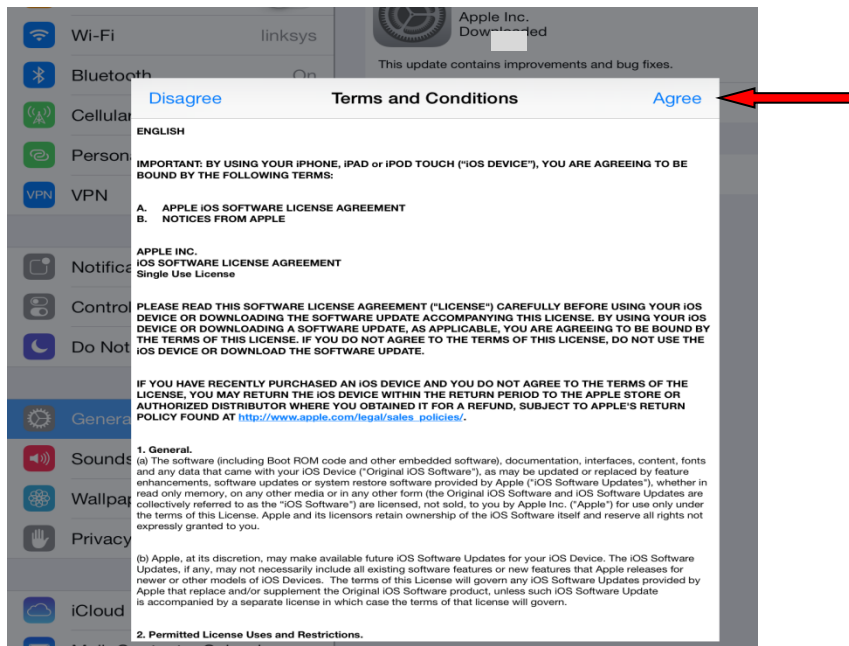 Apple Inc.
Wi-Fi linksys
This update contains improvements and bug fixes.
On
Disagree Terms and Conditions Agree
Cellular
ENGLISH
IMPORTANT: BY USING YOUR iPHONE, iPAD or iPOD TOUCH (“iOS DEVICE”), YOU ARE AGREEING TO BE
BOUND BY THE FOLLOWING TERMS:
VPN VPN
A. APPLE iOS SOFTWARE LICENSE AGREEMENT
B. NOTICES FROM APPLE
APPLE INC.
iOS SOFTWARE LICENSE AGREEMENT
Single Use License
Notifica
Control
PLEASE READ THIS SOFTWARE LICENSE AGREEMENT ("LICENSE") CAREFULLY BEFORE USING YOUR iOS
DEVICE OR DOWNLOADING THE SOFTWARE UPDATE ACCOMPANYING THIS LICENSE. BY USING YOUR iOS
DEVICE OR DOWNLOADING A SOFTWARE UPDATE, AS APPLICABLE, YOU ARE AGREEING TO BE BOUND BY
THE TERMS OF THIS LICENSE. IF YOU DO NOT AGREE TO THE TERMS OF THIS LICENSE, DO NOT USE THE
iOS DEVICE OR DOWNLOAD THE SOFTWARE UPDATE.
Do Not
IF YOU HAVE RECENTLY PURCHASED AN iOS DEVICE AND YOU DO NOT AGREE TO THE TERMS OF THE
LICENSE, YOU MAY RETURN THE iOS DEVICE WITHIN THE RETURN PERIOD TO THE APPLE STORE OR
AUTHORIZED DISTRIBUTOR WHERE YOU OBTAINED IT FOR A REFUND, SUBJECT TO APPLE'S RETURN
POLICY FOUND AT http://www.apple.com/legal/sales_policies/.
Genera
1. General.
Sounds
(a) The software (including Boot ROM code and other embedded software), documentation, interfaces, content, fonts
and any data that came with your iOS Device ("Original iOS Software"), as may be updated or replaced by feature
enhancements, software updates or system restore software provided by Apple ("iOS Software Updates"), whether in
read only memory, on any other media or in any other form (the Original iOS Software and iOS Software Updates are
collectively referred to as the "iOS Software") are licensed, not sold, to you by Apple Inc. ("Apple") for use only under
the terms of this License. Apple and its licensors retain ownership of the iOS Software itself and reserve all rights not
expressly granted to you.
Wallpap
Privacy
(b) Apple, at its discretion, may make available future iOS Software Updates for your iOS Device. The iOS Software
Updates, if any, may not necessarily include all existing software features or new features that Apple releases for
newer or other models of iOS Devices. The terms of this License will govern any iOS Software Updates provided by
Apple that replace and/or supplement the Original iOS Software product, unless such iOS Software Update
is accompanied by a separate license in which case the terms of that license will govern.
iCloud
2. Permitted License Uses and Restrictions.